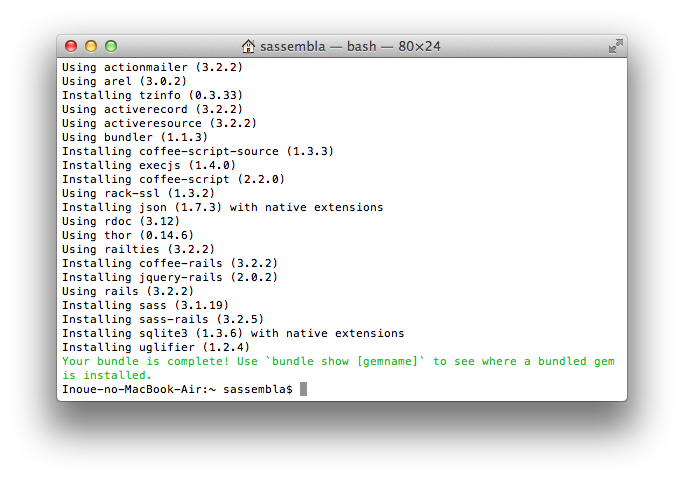 sassembla — bash — 80×24
Using actionmailer (3.2.2)
Using arel (3.0.2)
Installing tzinfo (0.3.33)
Using activerecord (3.2.2)
Using activeresource (3.2.2)
Using bundler (1.1.3)
Installing coffee-script-source (1.3.3)
Installing execjs (1.4.0)
Installing coffee-script (2.2.0)
Using rack-ssl (1.3.2)
Installing json (1.7.3) with native extensions
Using rdoc (3.12)
Using thor (0.14.6)
Using railties (3.2.2)
Installing coffee-rails (3.2.2)
Installing jquery-rails (2.0.2)
Using rails (3.2.2)
Installing sass (3.1.19)
Installing sass-rails (3.2.5)
Installing sqlite3 (1.3.6) with native extensions
Installing uglifier (1.2.4)
Your bundle is complete! Use `bundle show [gemname]` to see where a bundled gem
is installed.
Inoue-no-MacBook-Air:~ sassembla$